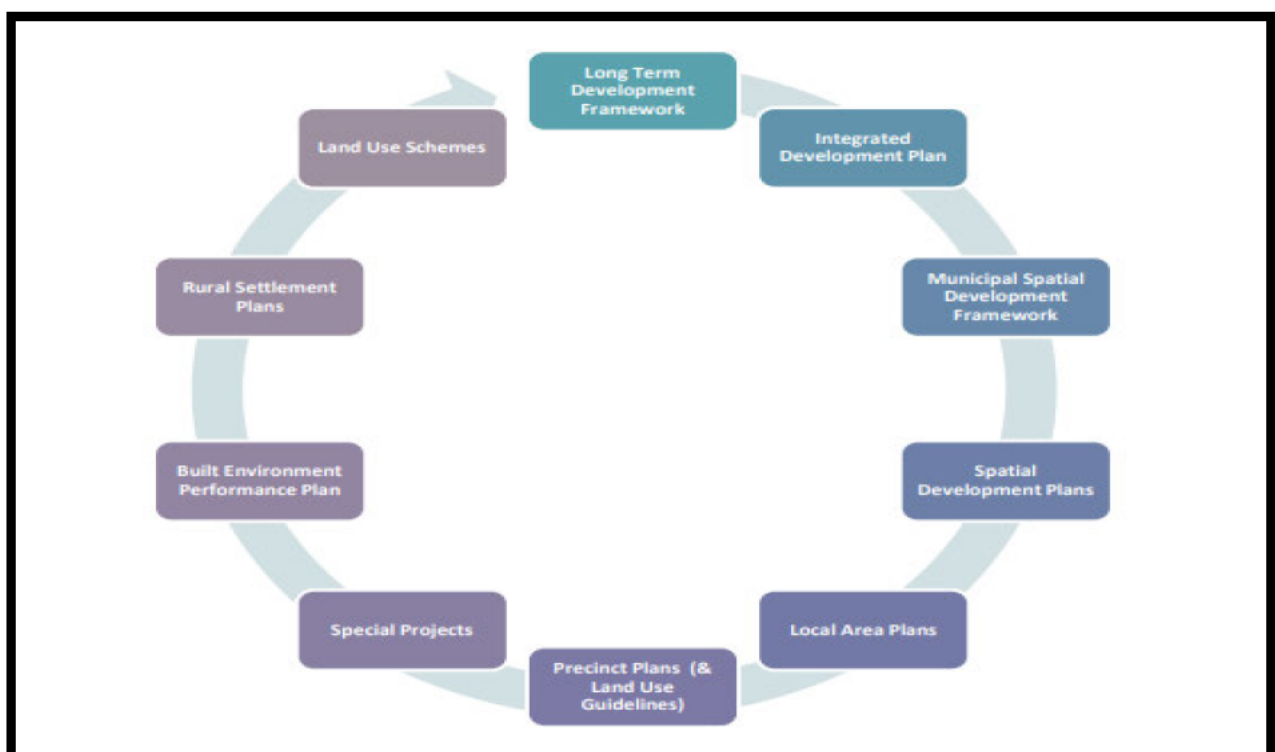 Long Term
Development
Framework
Integrated
Development Plan
Municipal Spatial
Development
Framework
Spatial
Development Plans
Local Area Plans
Precinct Plans (&
Land Use
Guidelines)
Special Projects
Built Environment
Performance Plan
Rural Settlement
Plans
Land Use Schemes